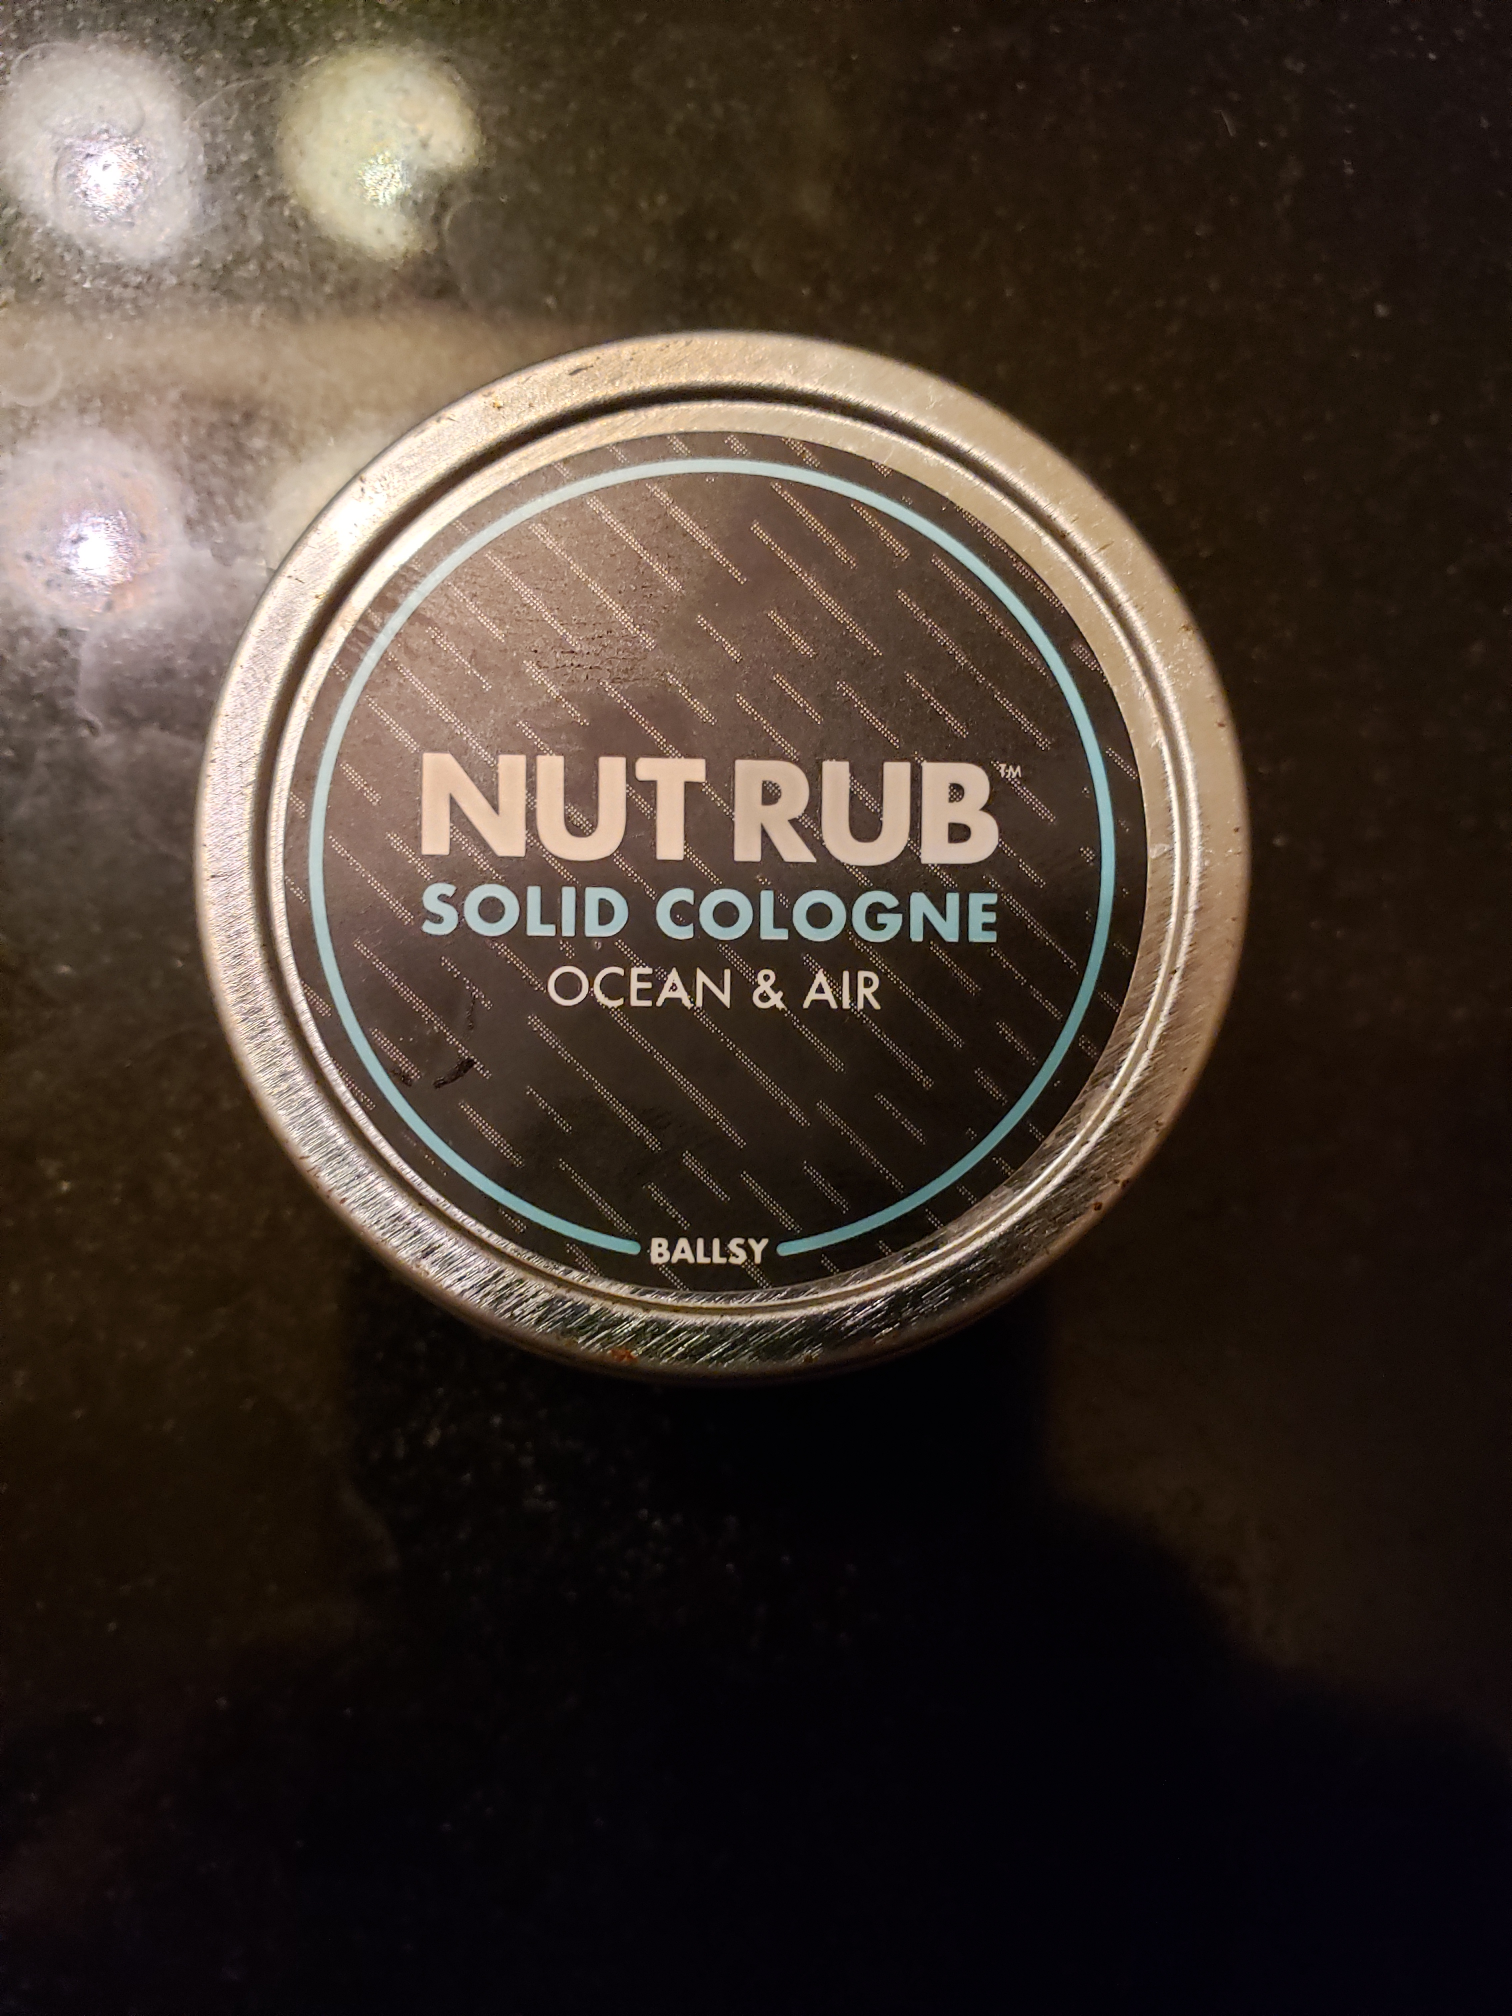 NUT RUB™
SOLID COLOGNE
OCEAN & AIR
BALLSY